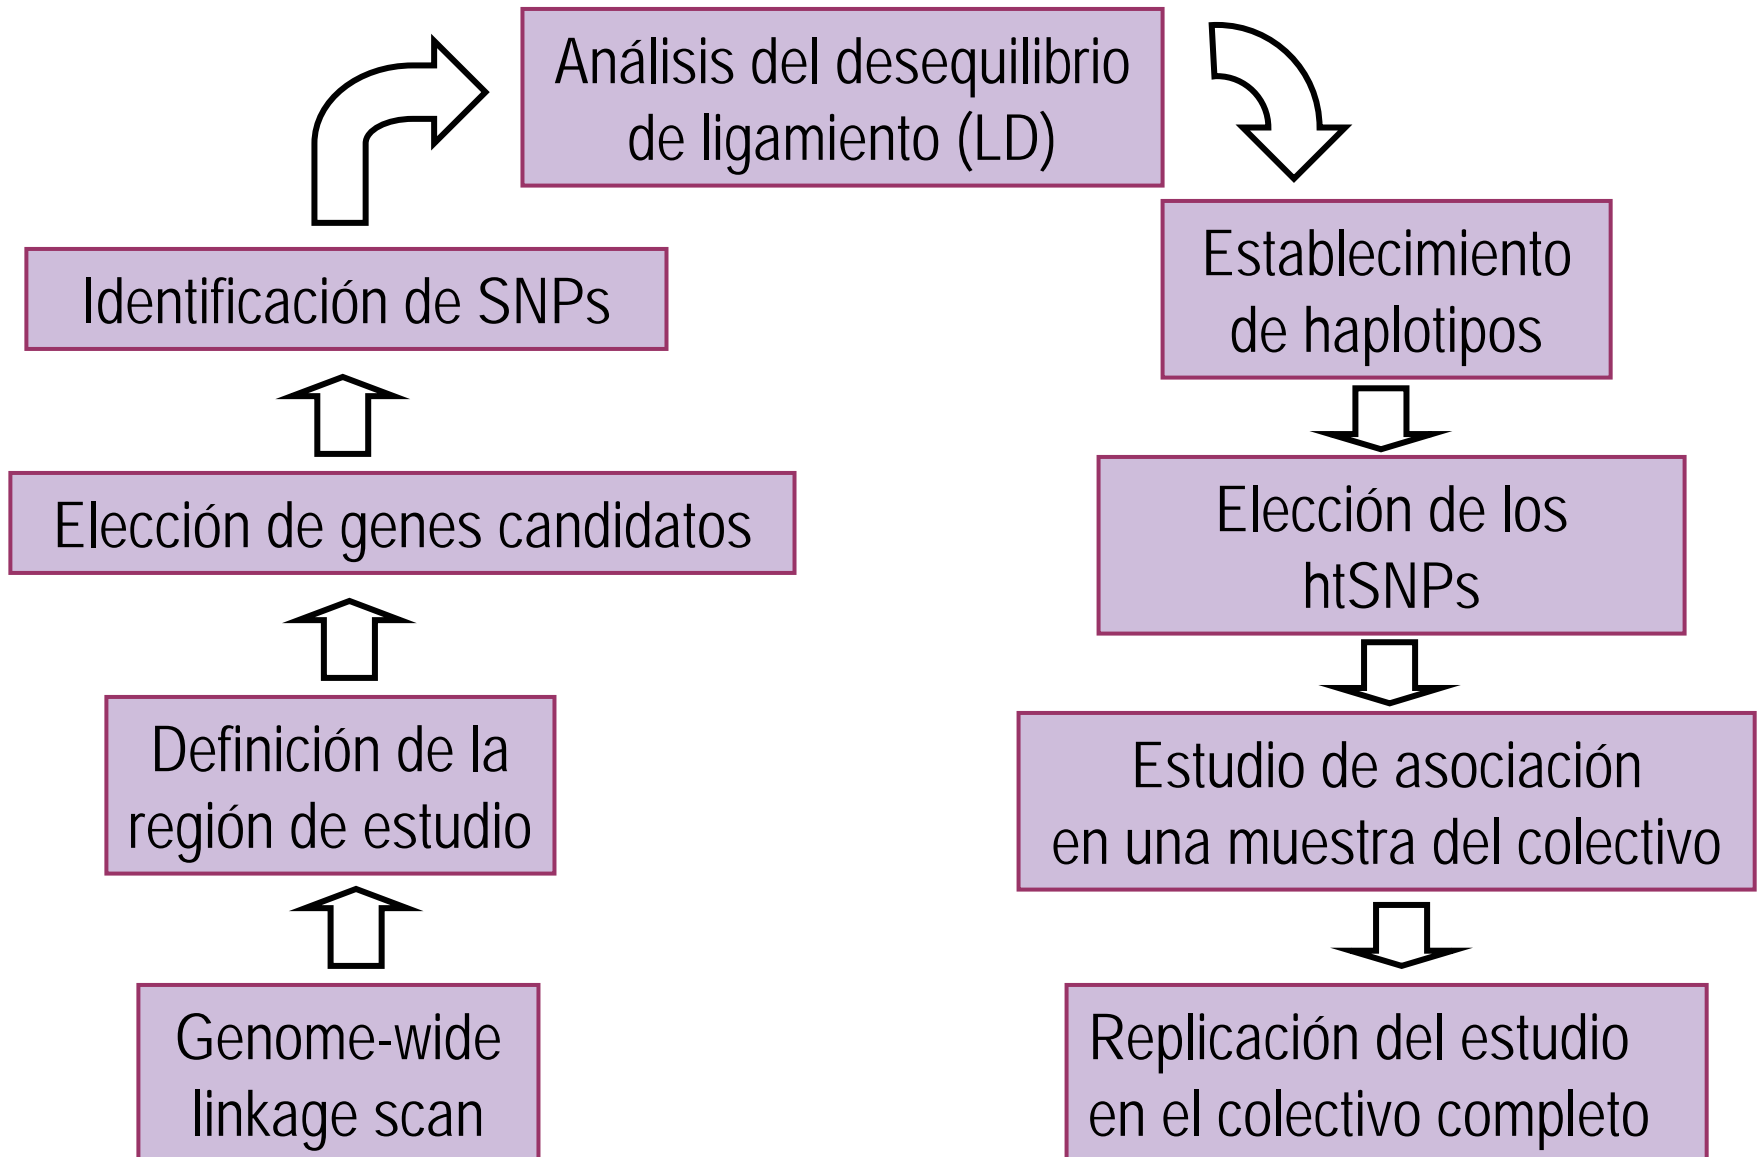 Análisis del desequilibrio
de ligamiento (LD)
Identificación de SNPs
Establecimiento
de haplotipos
Elección de genes candidatos
Elección de los
htSNPs
Definición de la
región de estudio
Estudio de asociación
en una muestra del colectivo
Genome-wide
linkage scan
Replicación del estudio
en el colectivo completo